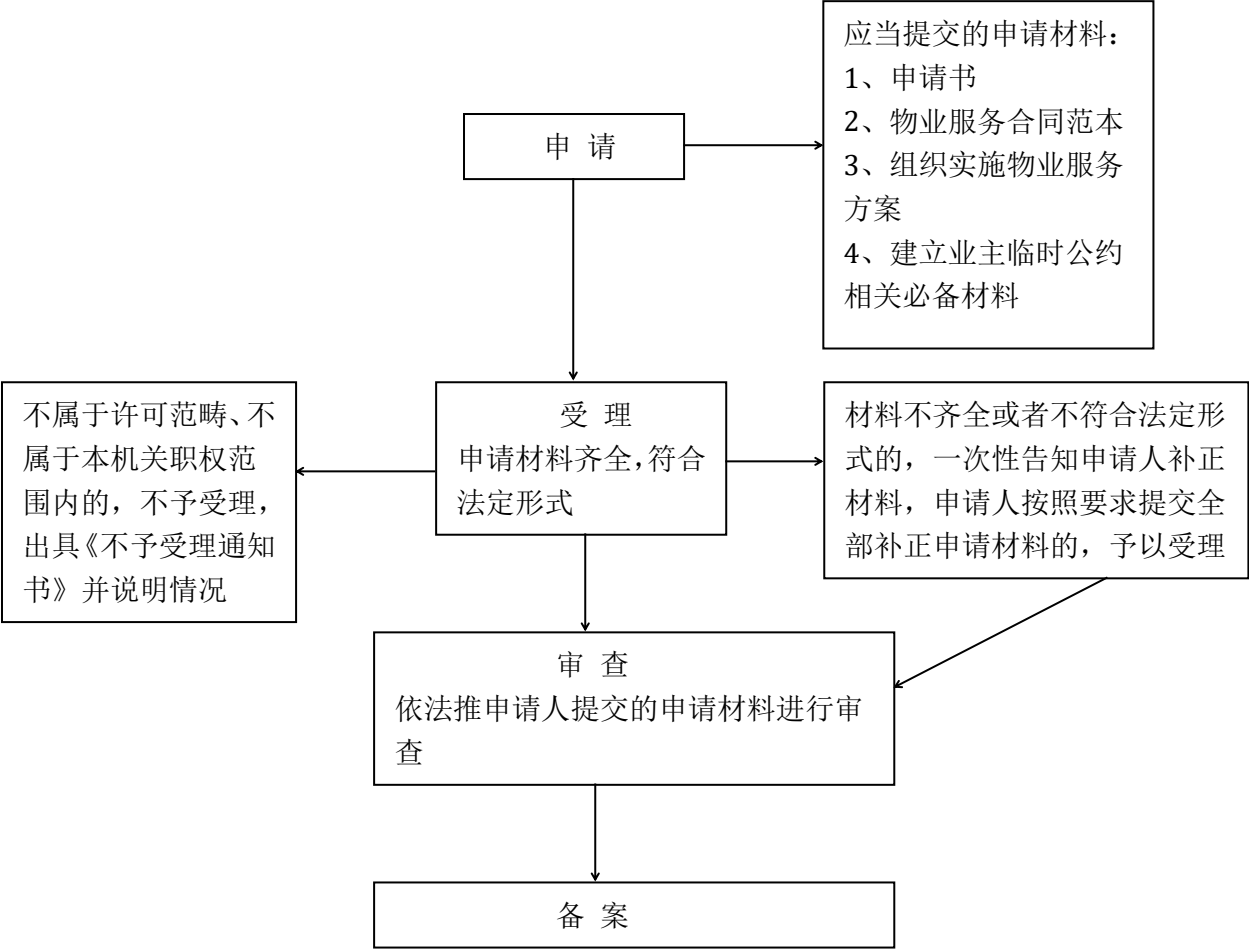 应当提交的申请材料：
1、申请书
2、物业服务合同范本
3、组织实施物业服务
方案
4、建立业主临时公约
相关必备材料
申 请
不属于许可范畴、不
属于本机关职权范
围内的，不予受理，
出具《不予受理通知
书》并说明情况
受 理
申请材料齐全，符合
法定形式
材料不齐全或者不符合法定形
式的，一次性告知申请人补正
材料，申请人按照要求提交全
部补正申请材料的，予以受理
审 查
依法推申请人提交的申请材料进行审
查
备 案